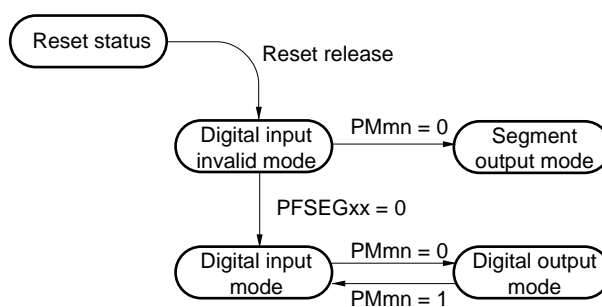 Reset status
Reset release
Digital input
invalid mode
PMmn = 0
Segment
output mode
PFSEGxx = 0
Digital input
mode
PMmn = 0
PMmn = 1
Digital output
mode